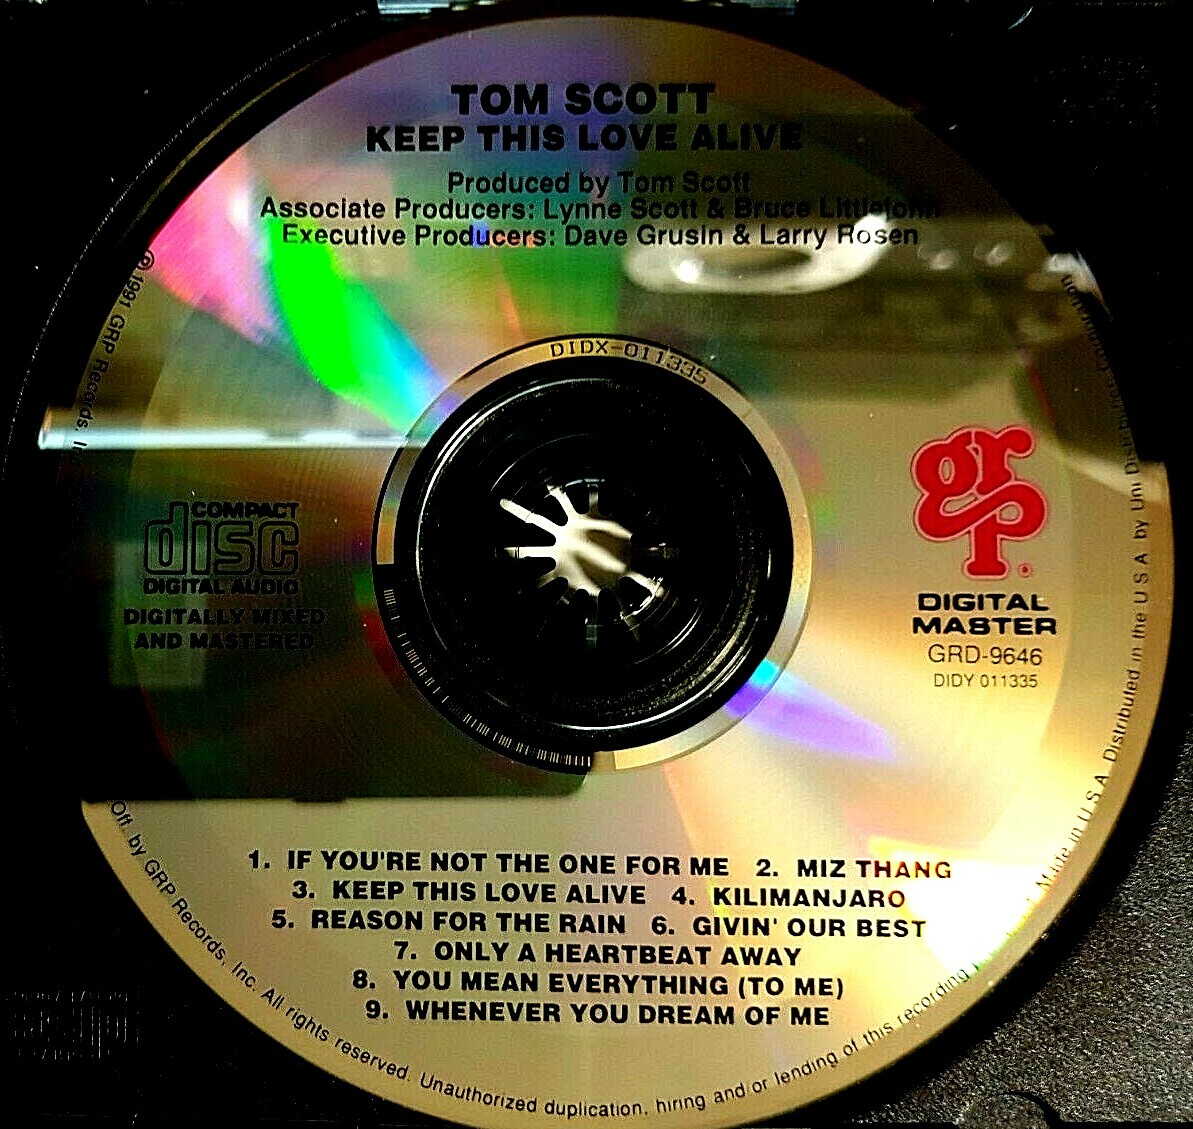 TOM SCOTT
KEEP THIS LOVE ALIVE
Produced by Tom Scott
Associate Producers: Lynne Scott & Bruce Littlejohn
Executive Producers: Dave Grusin & Larry Rosen
DIDX-011335
COMPACT
disc
DIGITAL AUDIO
DIGITALLY MIXED
AND MASTERED
grp
DIGITAL
MASTER
GRD-9646
DIDY 011335
1. IF YOU'RE NOT THE ONE FOR ME 2. MIZ THANG
3. KEEP THIS LOVE ALIVE 4. KILIMANJARO
5. REASON FOR THE RAIN 6. GIVIN' OUR BEST
7. ONLY A HEARTBEAT AWAY
8. YOU MEAN EVERYTHING (TO ME)
9. WHENEVER YOU DREAM OF ME
℗ 1991 GRP Records, by GRP Records, Inc. All rights reserved. Unauthorized duplication, hiring and/or lending of this recording Made in U.S.A. Distributed in the U S A by Uni